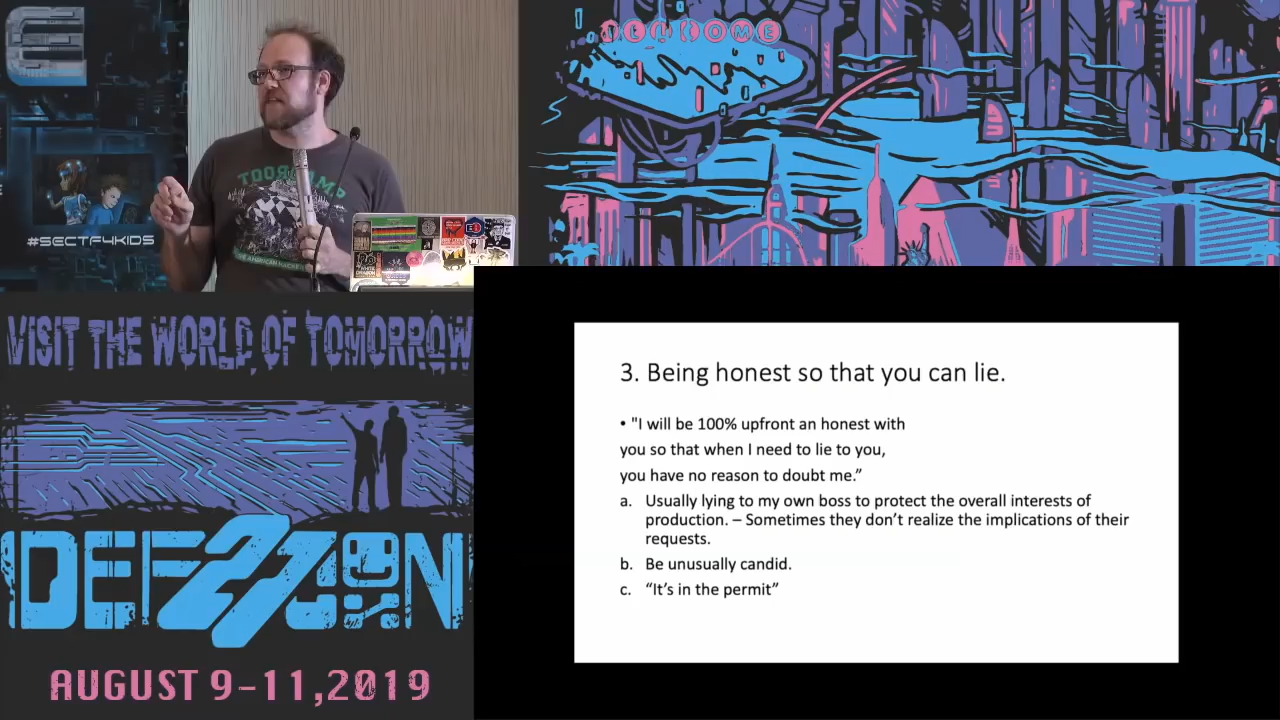 WELCOME
#SECTF4KIDS
VISIT THE WORLD OF TOMORROW
DEFCON
27
AUGUST 9-11,2019
3. Being honest so that you can lie.
• "I will be 100% upfront an honest with
you so that when I need to lie to you,
you have no reason to doubt me.”
a. Usually lying to my own boss to protect the overall interests of
production. – Sometimes they don’t realize the implications of their
requests.
b. Be unusually candid.
c. “It’s in the permit”